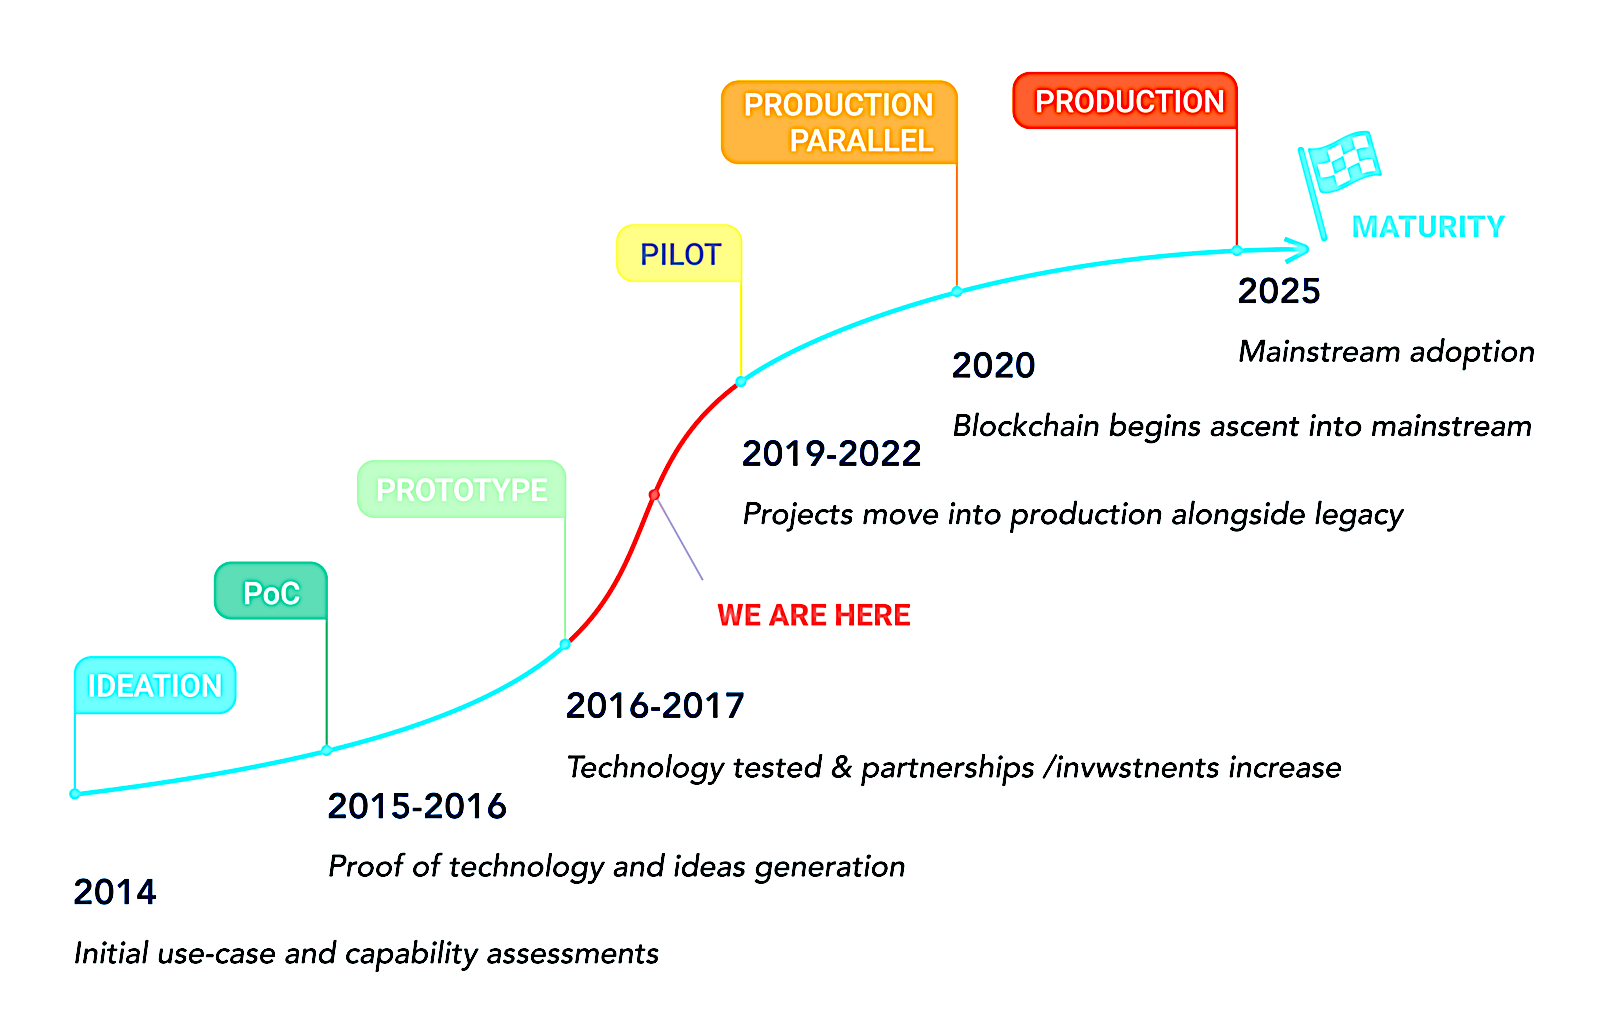 PRODUCTION
PARALLEL
PRODUCTION
MATURITY
PILOT
2025
Mainstream adoption
2020
Blockchain begins ascent into mainstream
2019-2022
Projects move into production alongside legacy
PROTOTYPE
PoC
WE ARE HERE
IDEATION
2016-2017
Technology tested & partnerships /invwstnents increase
2015-2016
Proof of technology and ideas generation
2014
Initial use-case and capability assessments